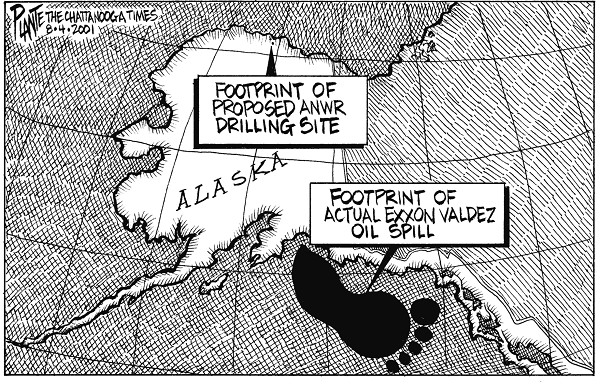 PLANTE THE CHATTANOOGA TIMES
8·4·2001
FOOTPRINT OF
PROPOSED ANWR
DRILLING SITE
ALASKA
FOOTPRINT OF
ACTUAL EXXON VALDEZ
OIL SPILL